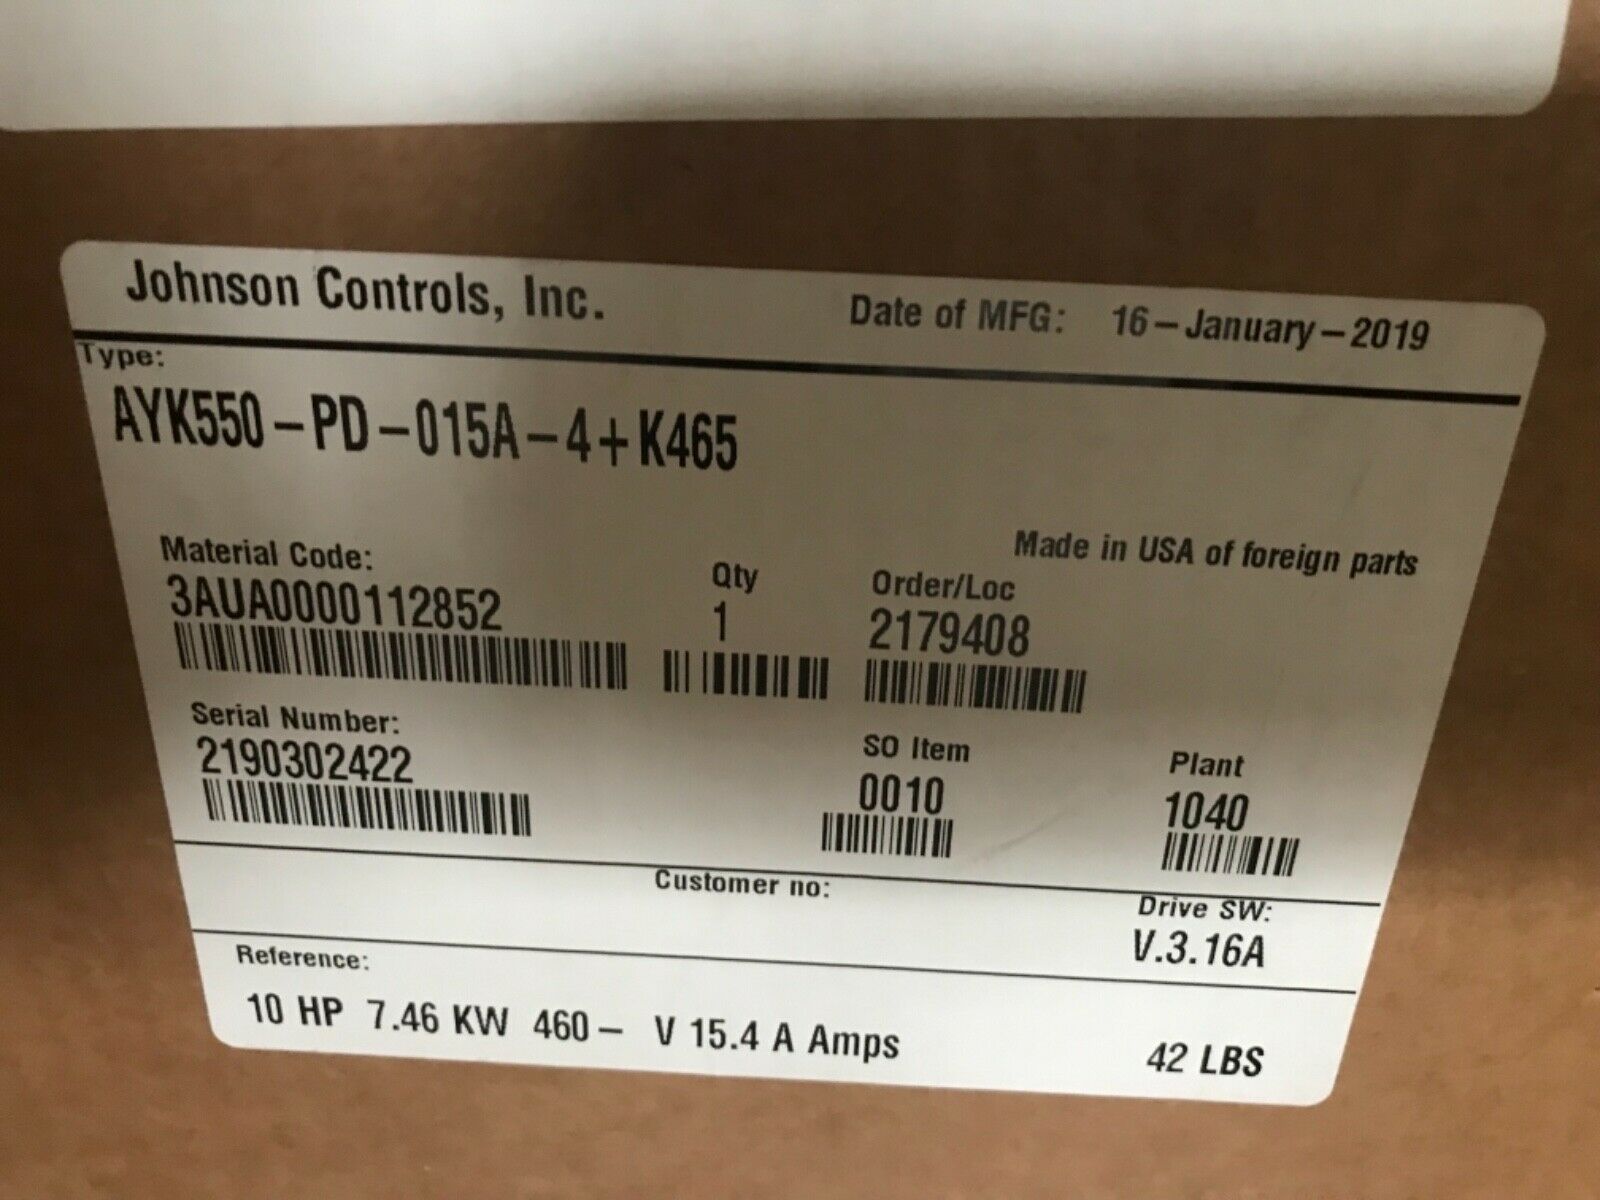 Johnson Controls, Inc. Date of MFG: 16-January-2019
Type:
AYK550-PD-015A-4+K465
Made in USA of foreign parts
Material Code: Qty Order/Loc
3AUA0000112852 1 2179408
Serial Number: SO Item Plant
2190302422 0010 1040
Customer no: Drive SW:
V.3.16A
Reference:
10 HP 7.46 KW 460- V 15.4 A Amps 42 LBS